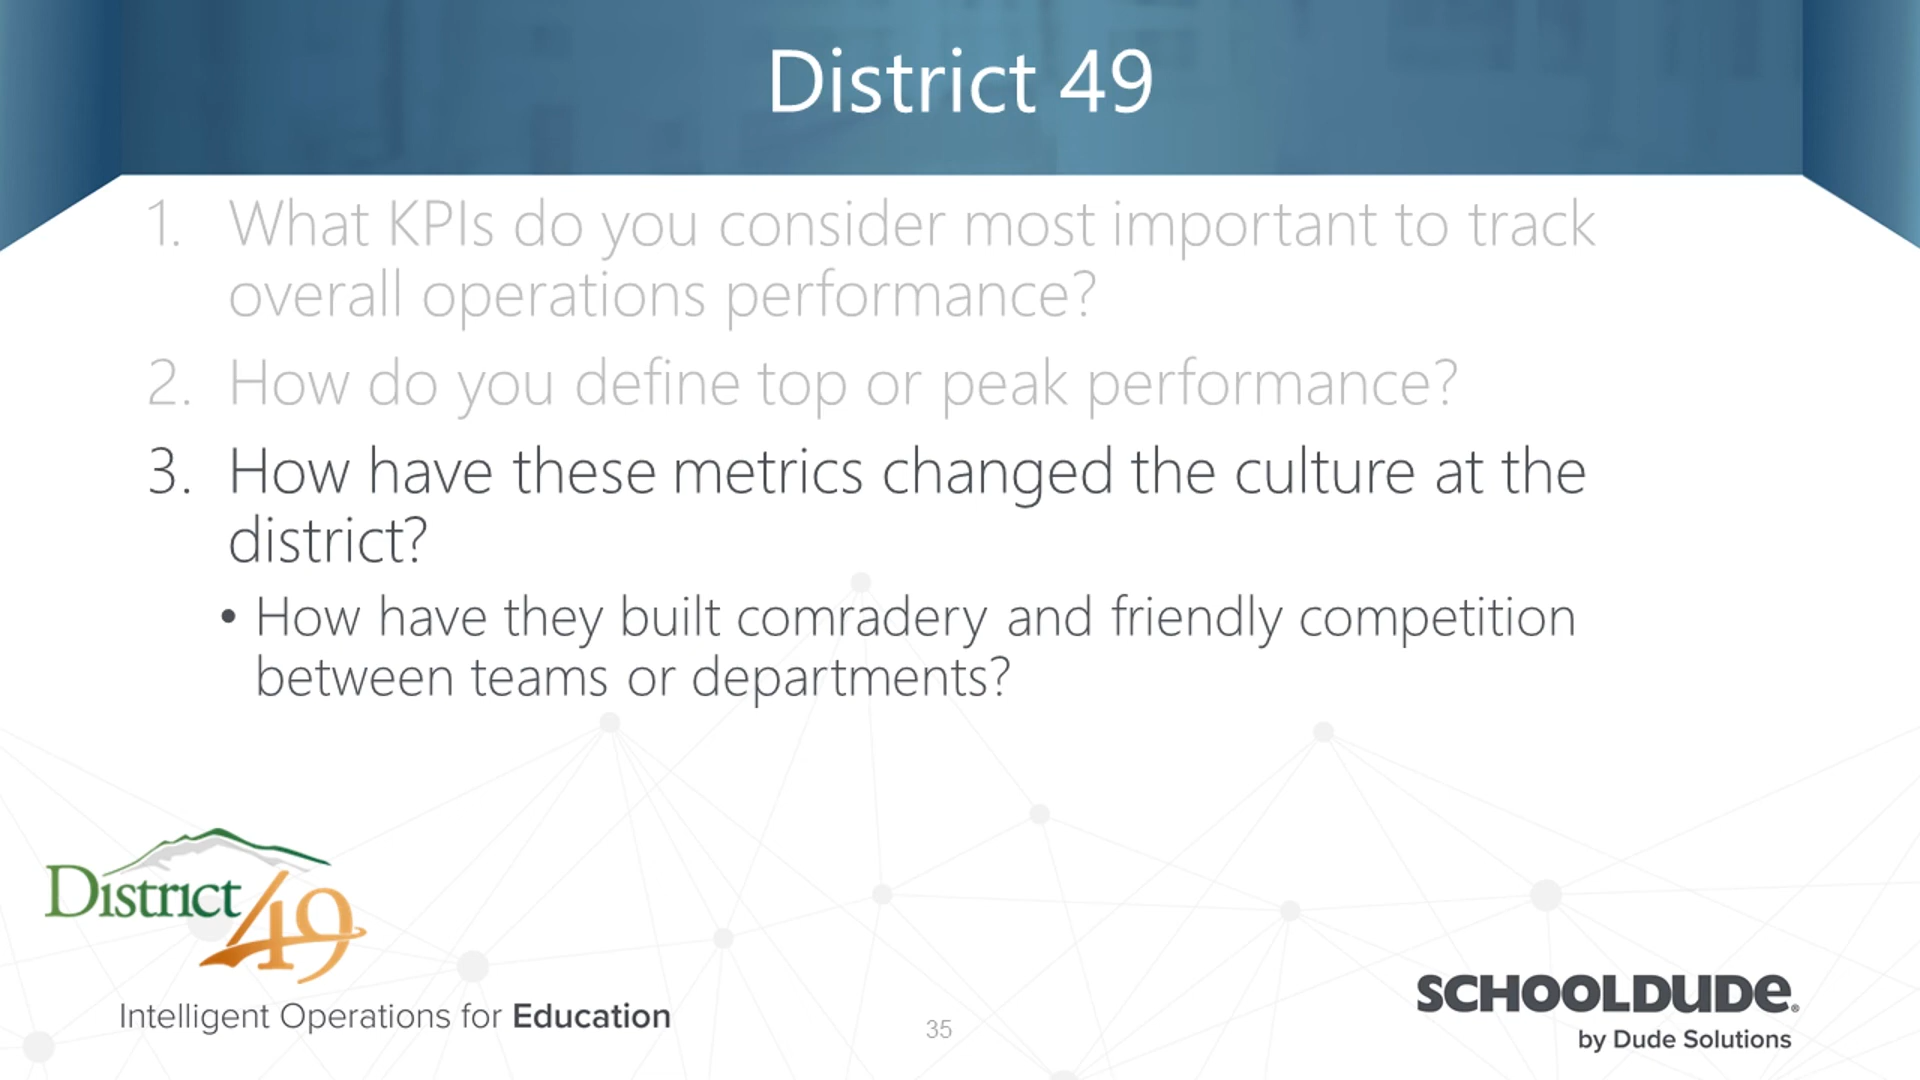 District 49
1. What KPIs do you consider most important to track
overall operations performance?
2. How do you define top or peak performance?
3. How have these metrics changed the culture at the
district?
• How have they built comradery and friendly competition
between teams or departments?
District 49
Intelligent Operations for Education
35
SCHOOLDUDE®
by Dude Solutions